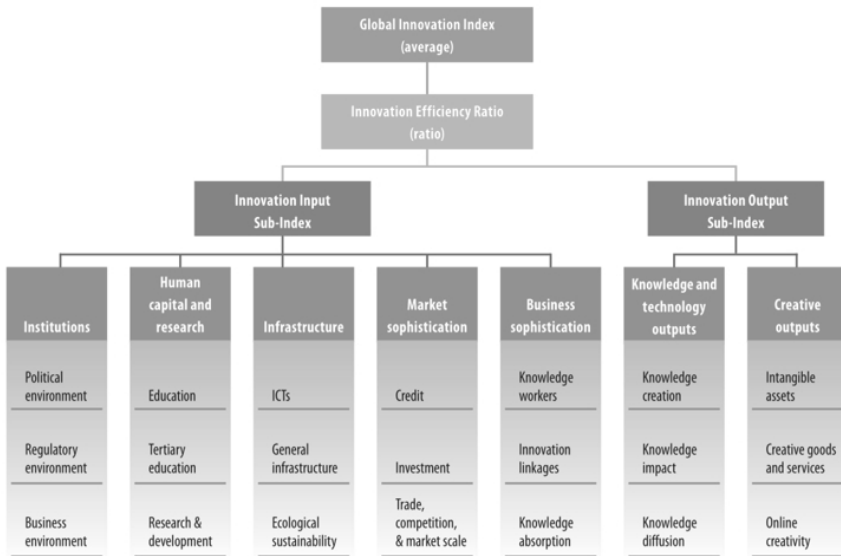 Global Innovation Index
(average)
Innovation Efficiency Ratio
(ratio)
Innovation Input
Sub-Index
Innovation Output
Sub-Index
Institutions
Human
capital and
research
Infrastructure
Market
sophistication
Business
sophistication
Knowledge and
technology
outputs
Creative
outputs
Political
environment
Education
ICTs
Credit
Knowledge
workers
Knowledge
creation
Intangible
assets
Regulatory
environment
Tertiary
education
General
infrastructure
Investment
Innovation
linkages
Knowledge
impact
Creative goods
and services
Business
environment
Research &
development
Ecological
sustainability
Trade,
competition,
& market scale
Knowledge
absorption
Knowledge
diffusion
Online
creativity